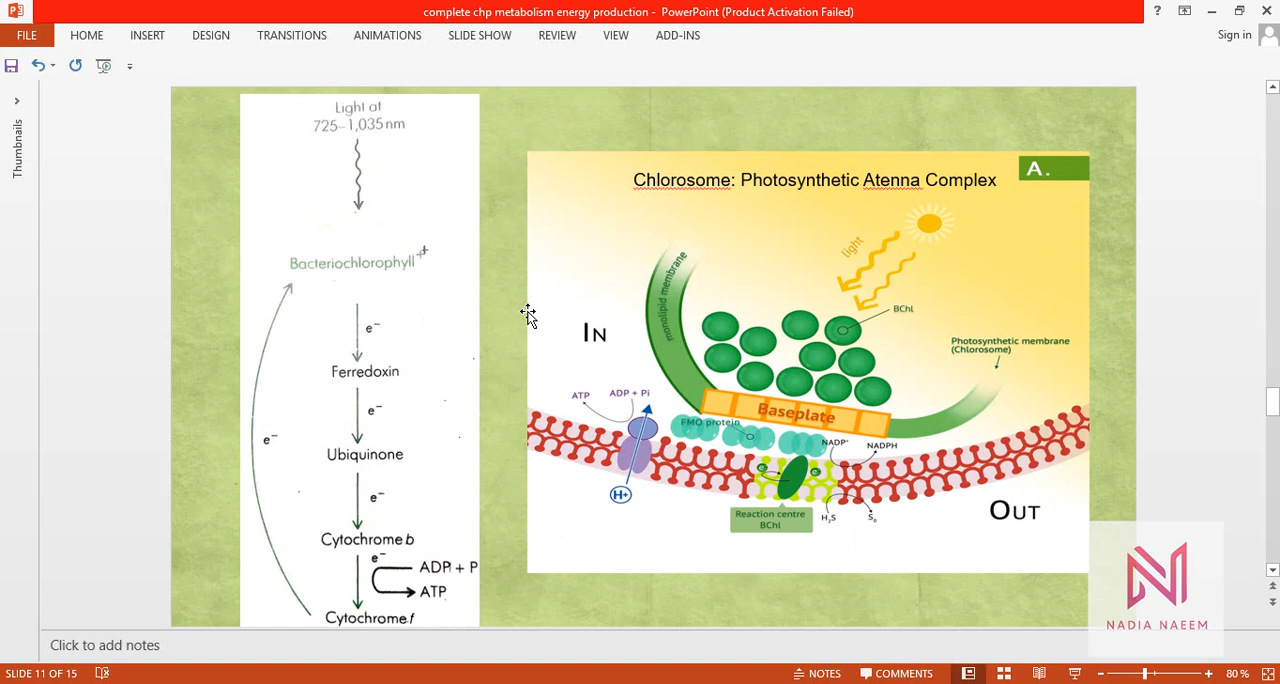 complete chp metabolism energy production - PowerPoint (Product Activation Failed)
FILE HOME INSERT DESIGN TRANSITIONS ANIMATIONS SLIDE SHOW REVIEW VIEW ADD-INS
Sign in
Thumbnails
Light at
725–1,035 nm
Bacteriochlorophyll
e⁻
Ferredoxin
e⁻
Ubiquinone
e⁻
Cytochrome b
e⁻
ADP + P
ATP
Cytochrome f
e⁻
Chlorosome: Photosynthetic Atenna Complex
A.
light
monolipid membrane
BChl
Photosynthetic membrane
(Chlorosome)
IN
ATP
ADP + Pi
Baseplate
FMO protein
NADP⁺
NADPH
e
e
H+
Reaction centre
BChl
H₂S
S₀
OUT
NADIA NAEEM
Click to add notes
SLIDE 11 OF 15
NOTES
COMMENTS
80 %